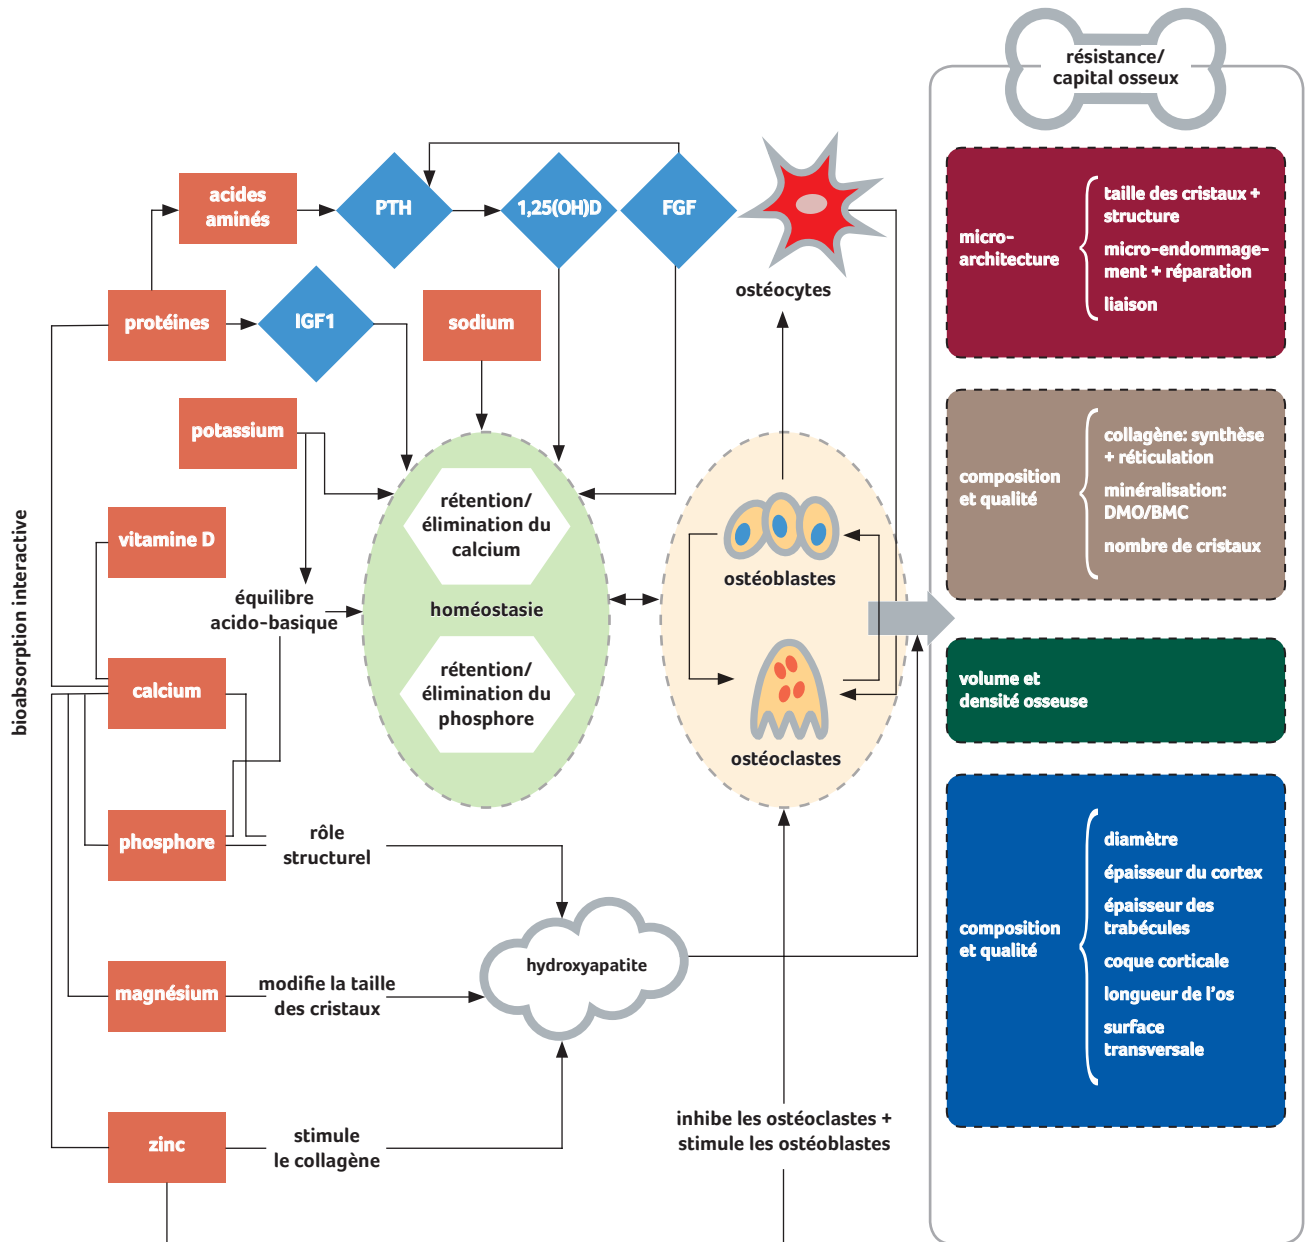 résistance/
capital osseux
acides
aminés
PTH
1,25(OH)D
FGF
ostéocytes
protéines
IGF1
sodium
potassium
vitamine D
équilibre
acido-basique
calcium
phosphore
magnésium
zinc
bioabsorption interactive
rétention/
élimination du
calcium
homéostasie
rétention/
élimination du
phosphore
ostéoblastes
ostéoclastes
rôle
structurel
modifie la taille
des cristaux
stimule
le collagène
hydroxyapatite
inhibe les ostéoclastes +
stimule les ostéoblastes
micro-
architecture
taille des cristaux +
structure
micro-endommage-
ment + réparation
liaison
composition
et qualité
collagène: synthèse
+ réticulation
minéralisation:
DMO/BMC
nombre de cristaux
volume et
densité osseuse
composition
et qualité
diamètre
épaisseur du cortex
épaisseur des
trabécules
coque corticale
longueur de l'os
surface
transversale